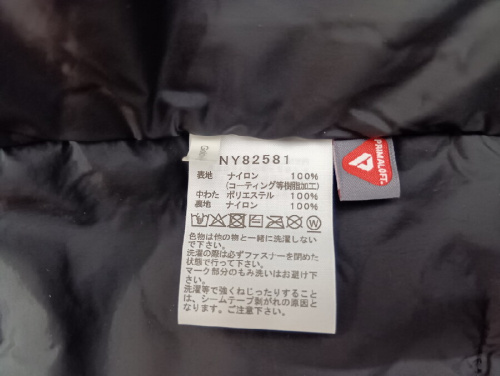 NY82581
表地 ナイロン 100%
(コーティング等樹脂加工)
中わた ポリエステル 100%
裏地 ナイロン 100%
色物は他の物と一緒に洗濯しない
で下さい。
洗濯の際は必ずファスナーを閉めた
状態で行って下さい。
マーク部分のもみ洗いはお避け
下さい。
洗濯等で強くねじったりすること
は、シームテープ剥がれの原因と
なります。ご注意下さい。
PRIMALOFT.